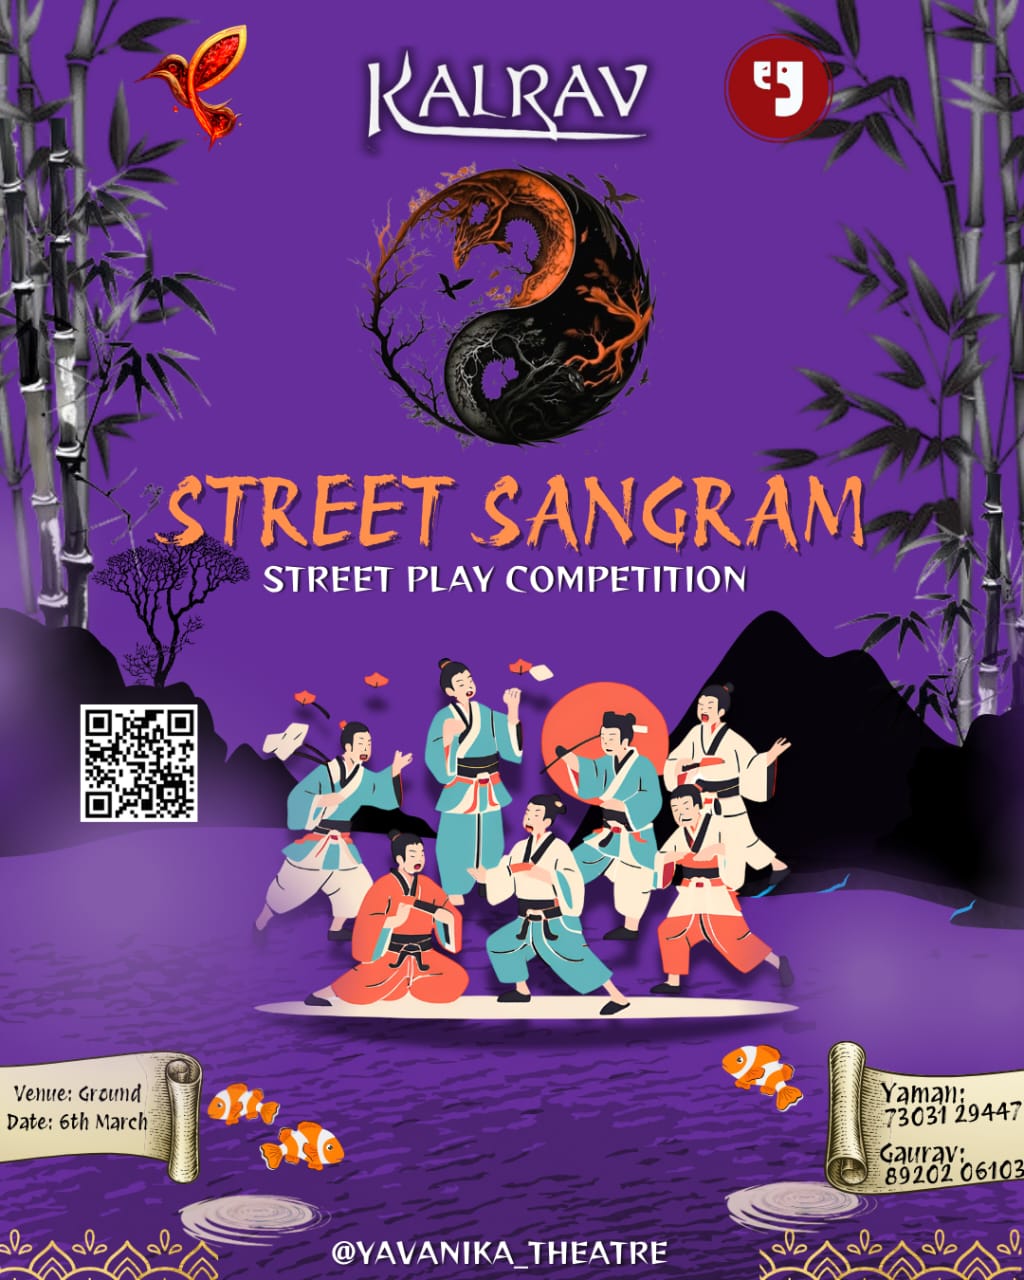 KALRAV
STREET SANGRAM
STREET PLAY COMPETITION
Venue: Ground
Date: 6th March
Yaman:
73031 29447
Gaurav:
89202 06103
@YAVANIKA_THEATRE